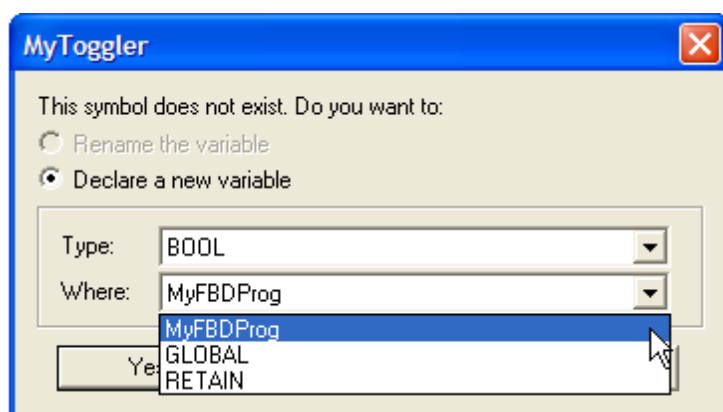 MyToggler
This symbol does not exist. Do you want to:
Rename the variable
Declare a new variable
Type: BOOL
Where: MyFBDProg
MyFBDProg
GLOBAL
RETAIN